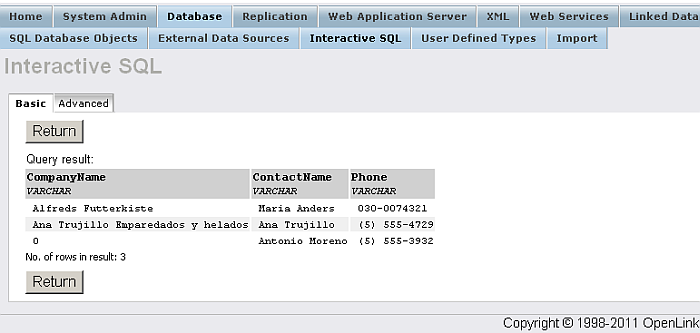 Home System Admin Database Replication Web Application Server XML Web Services Linked Data
SQL Database Objects External Data Sources Interactive SQL User Defined Types Import
Interactive SQL
Basic Advanced
Return
Query result:
CompanyName ContactName Phone
VARCHAR VARCHAR VARCHAR
Alfreds Futterkiste Maria Anders 030-0074321
Ana Trujillo Emparedados y helados Ana Trujillo (5) 555-4729
0 Antonio Moreno (5) 555-3932
No. of rows in result: 3
Return
Copyright © 1998-2011 OpenLink